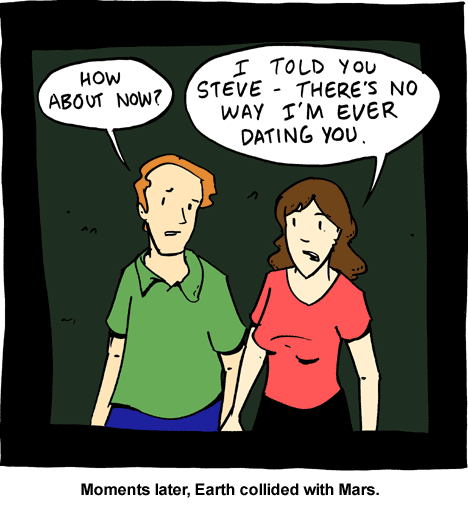 HOW
ABOUT NOW?
I TOLD YOU
STEVE - THERE'S NO
WAY I'M EVER
DATING YOU.
Moments later, Earth collided with Mars.